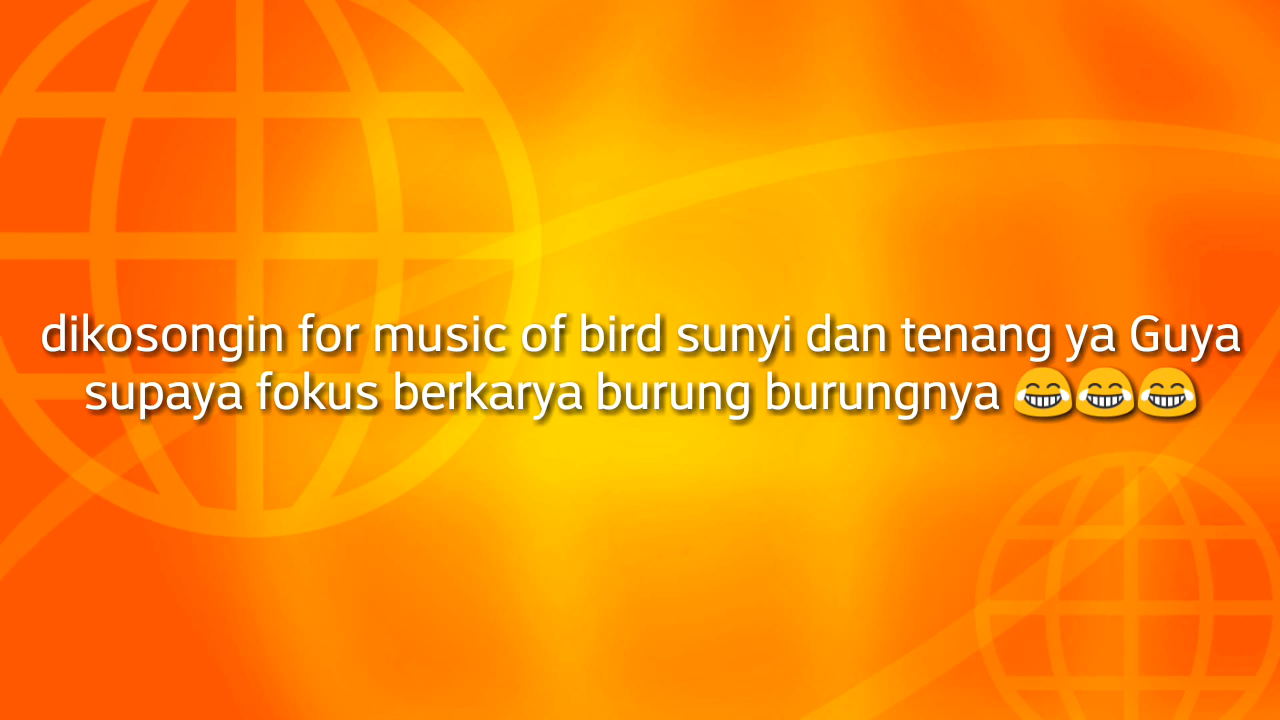 dikosongin for music of bird sunyi dan tenang ya Guya
supaya fokus berkarya burung burungnya 😂😂😂